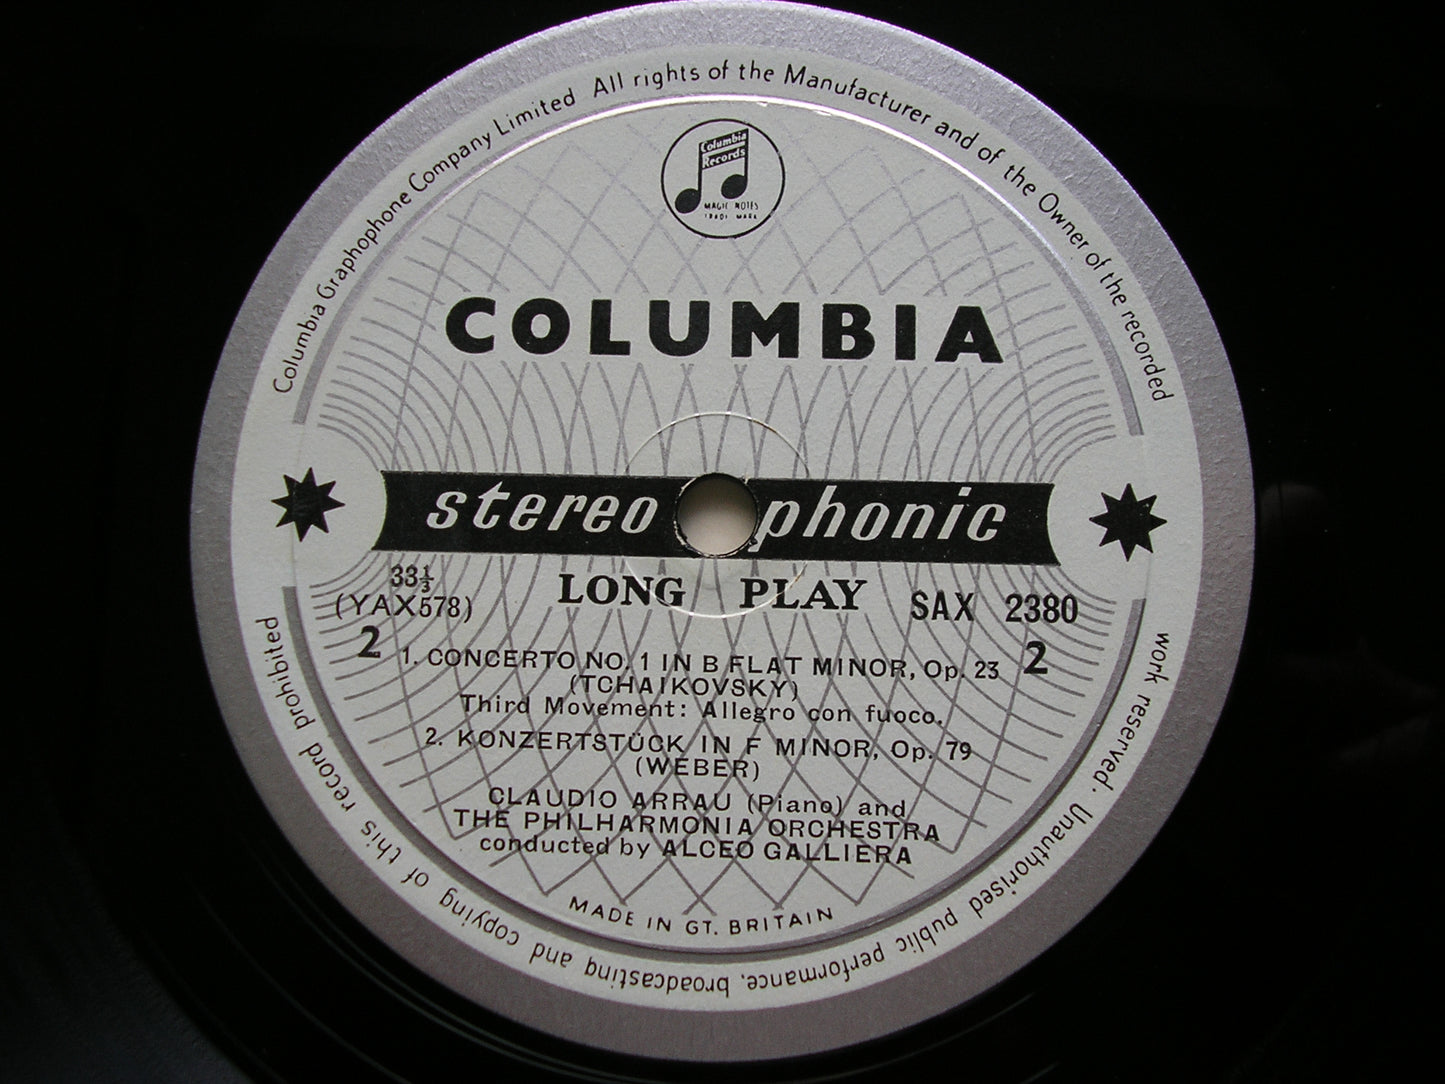 Columbia Graphophone Company Limited All rights of the Manufacturer and of the Owner of the recorded
work reserved. Unauthorised public performance, broadcasting and copying of this record prohibited
Columbia
Records
MAGIC NOTES
TRADE MARK
COLUMBIA
stereophonic
33⅓
LONG PLAY
(YAX578)
SAX 2380
2
2
1. CONCERTO NO. 1 IN B FLAT MINOR, Op. 23
(TCHAIKOVSKY)
Third Movement: Allegro con fuoco.
2. KONZERTSTÜCK IN F MINOR, Op. 79
(WEBER)
CLAUDIO ARRAU (Piano) and
THE PHILHARMONIA ORCHESTRA
conducted by ALCEO GALLIERA
MADE IN GT. BRITAIN